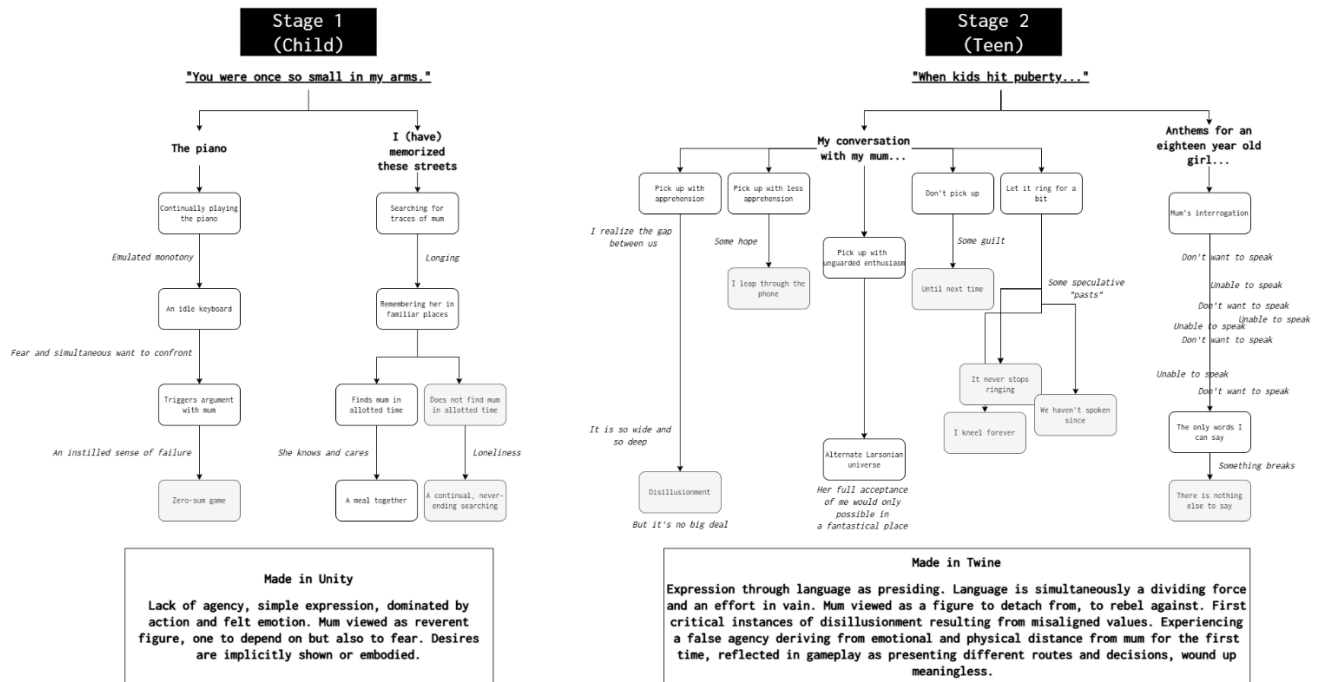 Stage 1
(Child)
"You were once so small in my arms."
The piano
I (have)
memorized
these streets
Continually playing
the piano
Searching for
traces of mum
Emulated monotony
Longing
An idle keyboard
Remembering her in
familiar places
Fear and simultaneous want to confront
Triggers argument
with mum
Finds mum in
allotted time
Does not find mum
in allotted time
An instilled sense of failure
She knows and cares
Loneliness
Zero-sum game
A meal together
A continual, never-
ending searching
Made in Unity
Lack of agency, simple expression, dominated by
action and felt emotion. Mum viewed as reverent
figure, one to depend on but also to fear. Desires
are implicitly shown or embodied.
Stage 2
(Teen)
"When kids hit puberty..."
My conversation
with my mum...
Anthems for an
eighteen year old
girl...
Pick up with
apprehension
Pick up with less
apprehension
Don't pick up
Let it ring for a
bit
Mum's interrogation
I realize the gap
between us
Some hope
Pick up with
unguarded enthusiasm
Some guilt
Don't want to speak
I leap through the
phone
Until next time
Some speculative
"pasts"
Unable to speak
Don't want to speak
Unable to speak
Unable to speak
Don't want to speak
It never stops
ringing
Unable to speak
Don't want to speak
We haven't spoken
since
I kneel forever
The only words I
can say
It is so wide and
so deep
Alternate Larsonian
universe
Something breaks
Disillusionment
Her full acceptance
of me would only
possible in
a fantastical place
There is nothing
else to say
But it's no big deal
Made in Twine
Expression through language as presiding. Language is simultaneously a dividing force
and an effort in vain. Mum viewed as a figure to detach from, to rebel against. First
critical instances of disillusionment resulting from misaligned values. Experiencing
a false agency deriving from emotional and physical distance from mum for the first
time, reflected in gameplay as presenting different routes and decisions, wound up
meaningless.